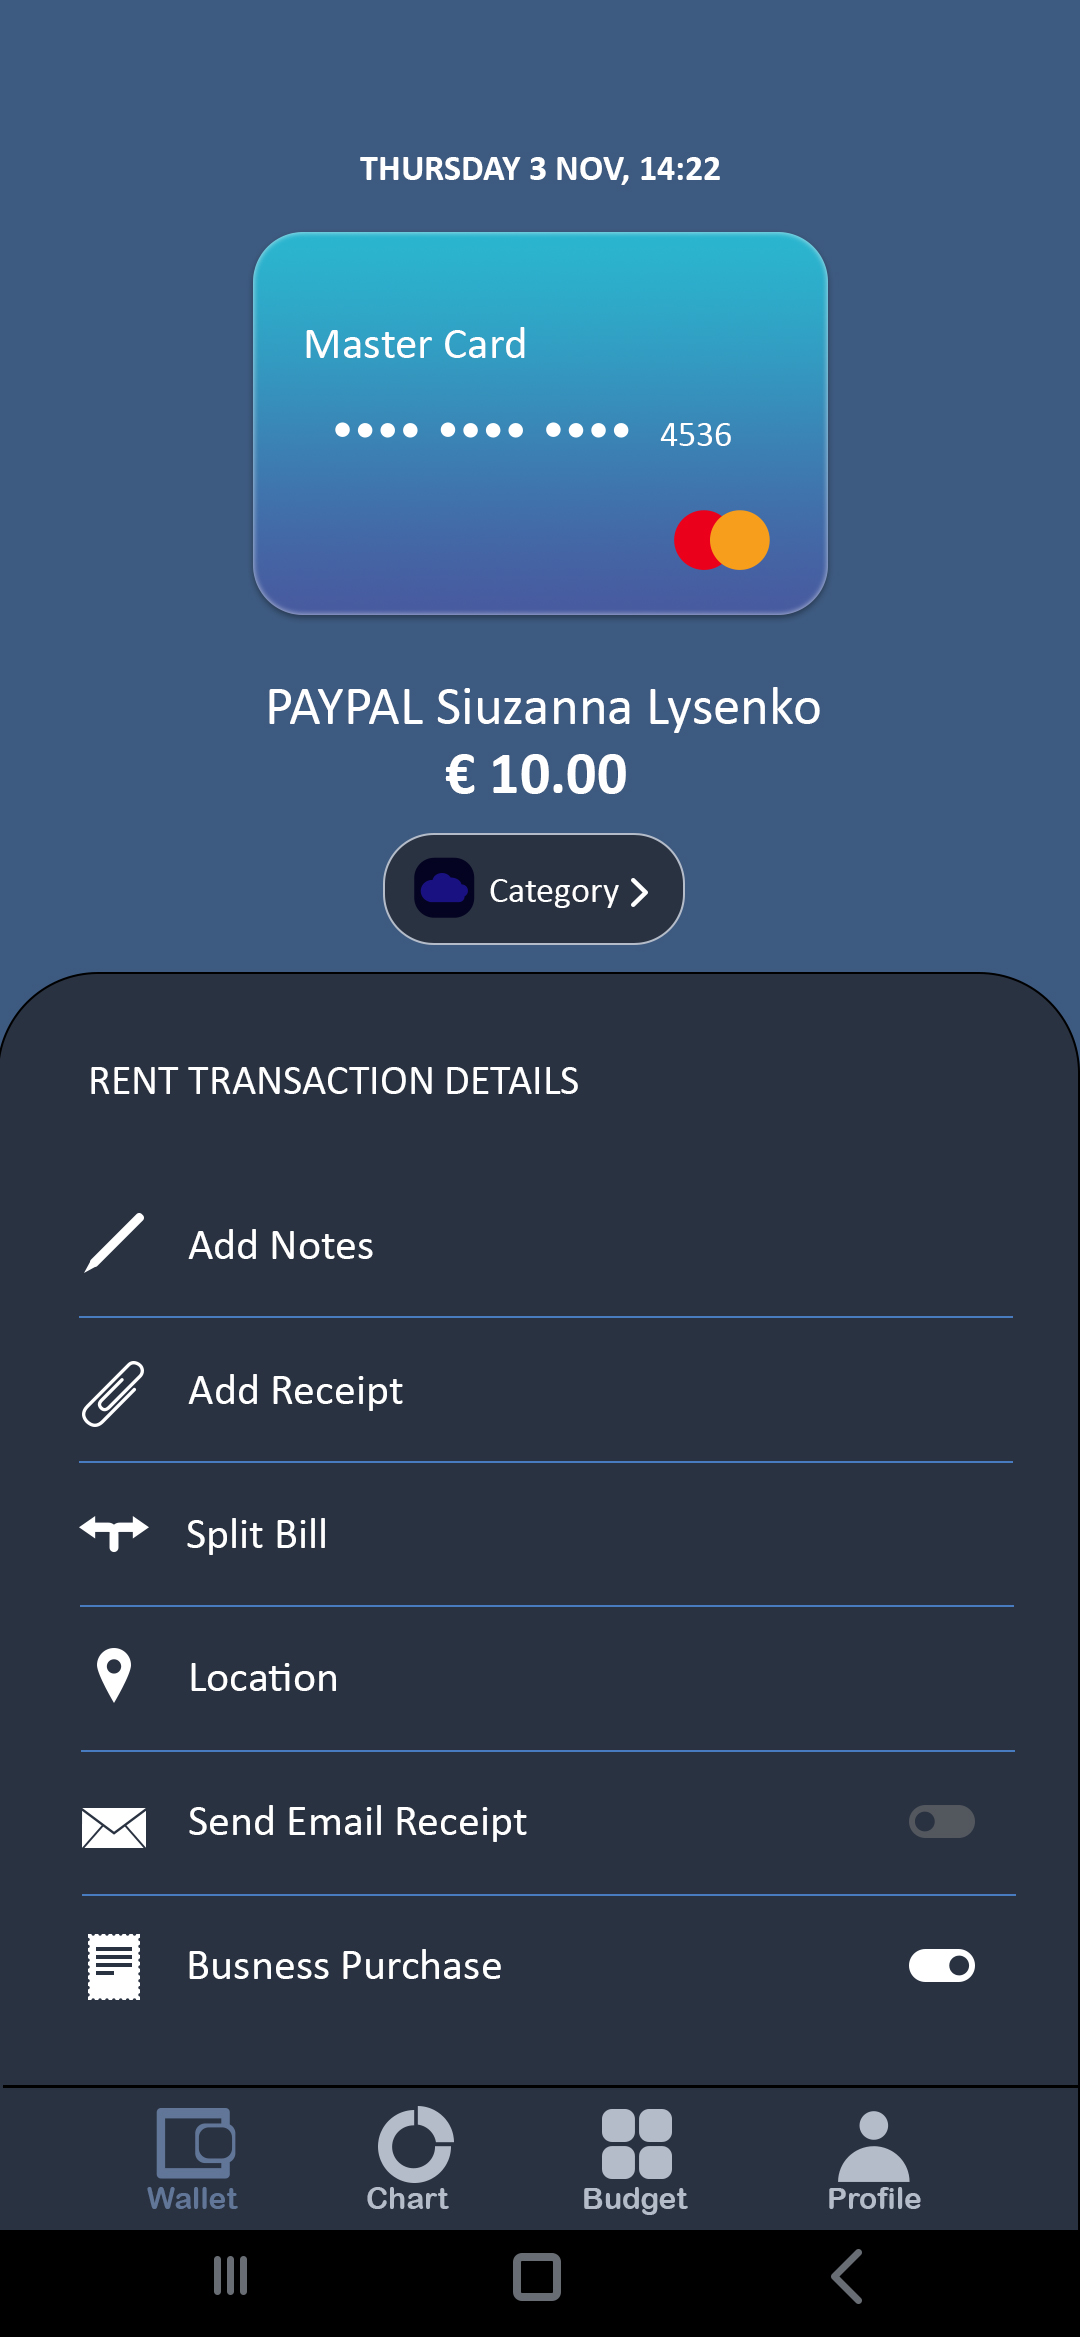 THURSDAY 3 NOV, 14:22
Master Card
•••• •••• •••• 4536
PAYPAL Siuzanna Lysenko
€ 10.00
Category
RENT TRANSACTION DETAILS
Add Notes
Add Receipt
Split Bill
Location
Send Email Receipt
Busness Purchase
Wallet Chart Budget Profile